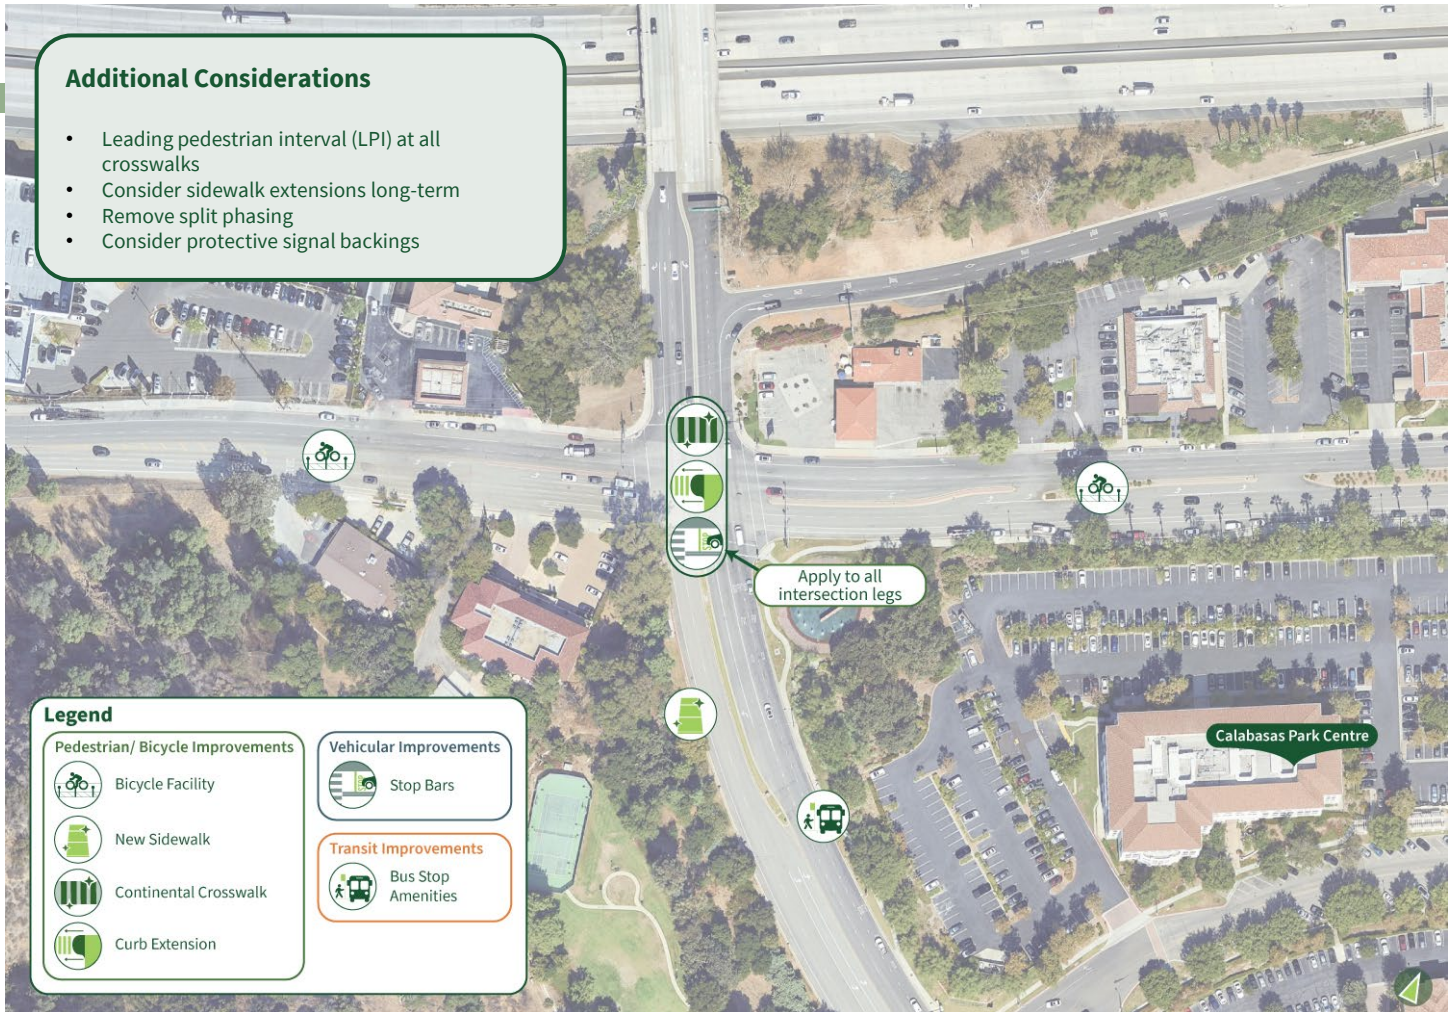 Additional Considerations
• Leading pedestrian interval (LPI) at all
crosswalks
• Consider sidewalk extensions long-term
• Remove split phasing
• Consider protective signal backings
Apply to all
intersection legs
Calabasas Park Centre
Legend
Pedestrian/ Bicycle Improvements
Bicycle Facility
New Sidewalk
Continental Crosswalk
Curb Extension
Vehicular Improvements
Stop Bars
Transit Improvements
Bus Stop
Amenities